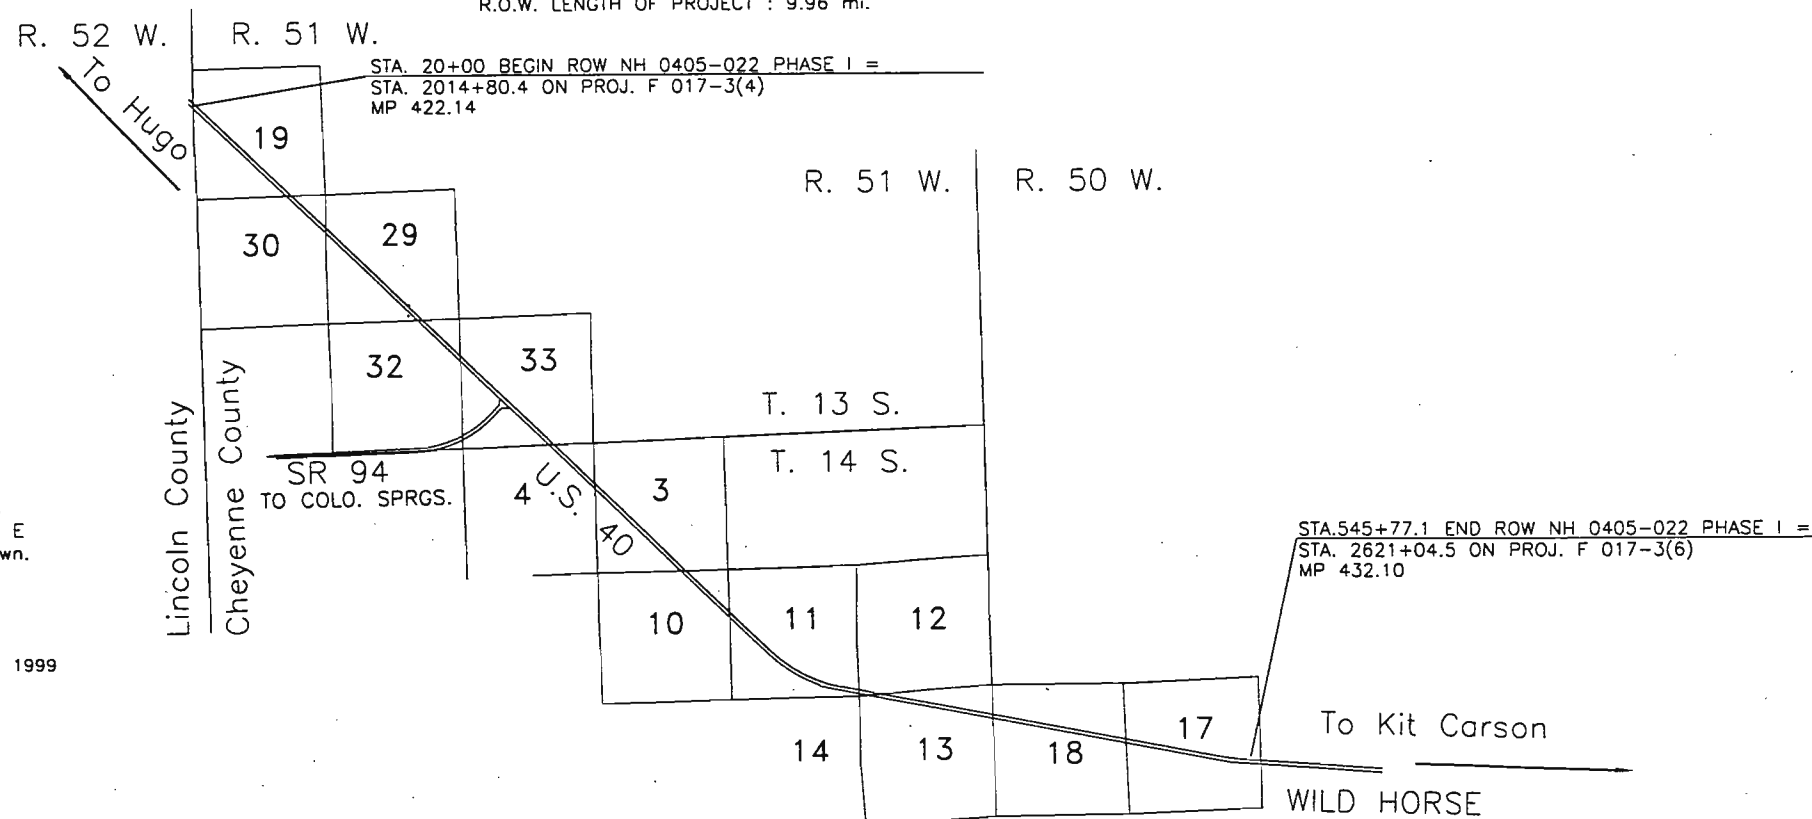 R.O.W. LENGTH OF PROJECT : 9.96 mi.
R. 52 W.
R. 51 W.
To Hugo
STA. 20+00 BEGIN ROW NH 0405-022 PHASE I =
STA. 2014+80.4 ON PROJ. F 017-3(4)
MP 422.14
19
R. 51 W.
R. 50 W.
30
29
32
33
T. 13 S.
T. 14 S.
Lincoln County
Cheyenne County
SR 94
TO COLO. SPRGS.
4
U.S. 40
3
E
wn.
STA.545+77.1 END ROW NH 0405-022 PHASE I =
STA. 2621+04.5 ON PROJ. F 017-3(6)
MP 432.10
10
11
12
1999
14
13
18
17
To Kit Carson
WILD HORSE